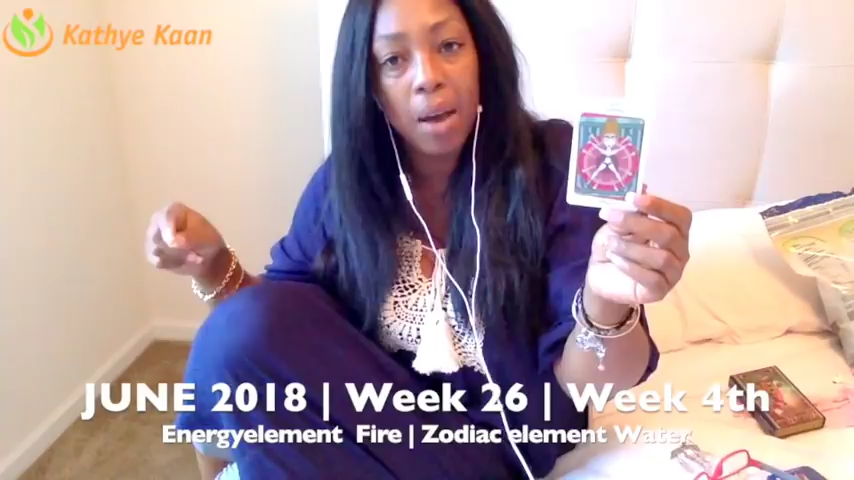 Kathye Kaan
JUNE 2018 | Week 26 | Week 4th
Energyelement Fire | Zodiac element Water